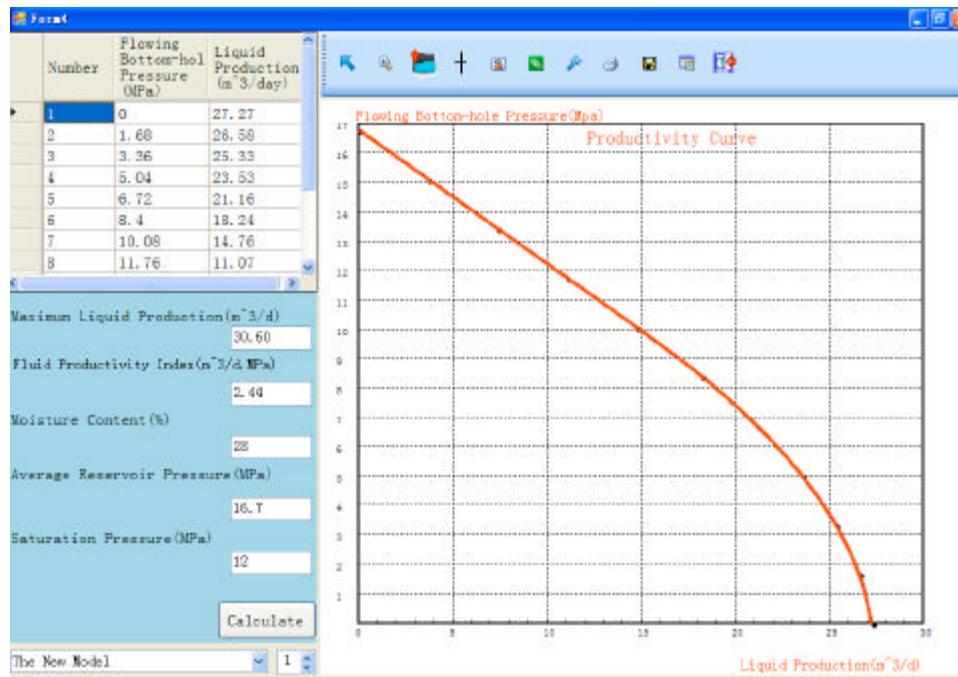 Form4
Number Flowing Bottom-hol Pressure (MPa) Liquid Production (m^3/day)
1 0 27.27
2 1.68 26.58
3 3.36 25.33
4 5.04 23.53
5 6.72 21.16
6 8.4 18.24
7 10.08 14.76
8 11.76 11.07
Maximum Liquid Production(m^3/d)
30.60
Fluid Productivity Index(m^3/d.MPa)
2.44
Moisture Content(%)
28
Average Reservoir Pressure(MPa)
16.7
Saturation Pressure(MPa)
12
Calculate
The New Model 1
Flowing Bottom-hole Pressure(Mpa)
Productivity Curve
17
16
15
14
13
12
11
10
9
8
7
6
5
4
3
2
1
0 5 10 15 20 25 30
Liquid Production(m^3/d)